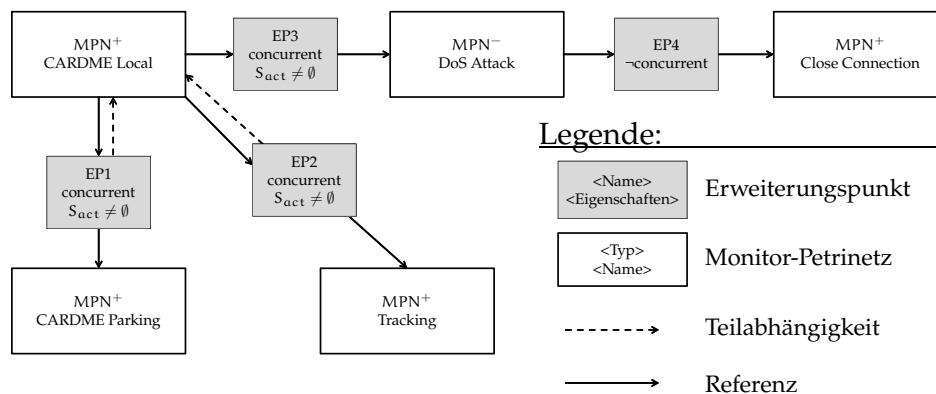 MPN⁺
CARDME Local
EP3
concurrent
S_act ≠ ∅
MPN⁻
DoS Attack
EP4
¬concurrent
MPN⁺
Close Connection
EP1
concurrent
S_act ≠ ∅
EP2
concurrent
S_act ≠ ∅
MPN⁺
CARDME Parking
MPN⁺
Tracking
Legende:
<Name>
<Eigenschaften>
Erweiterungspunkt
<Typ>
<Name>
Monitor-Petrinetz
Teilabhängigkeit
Referenz